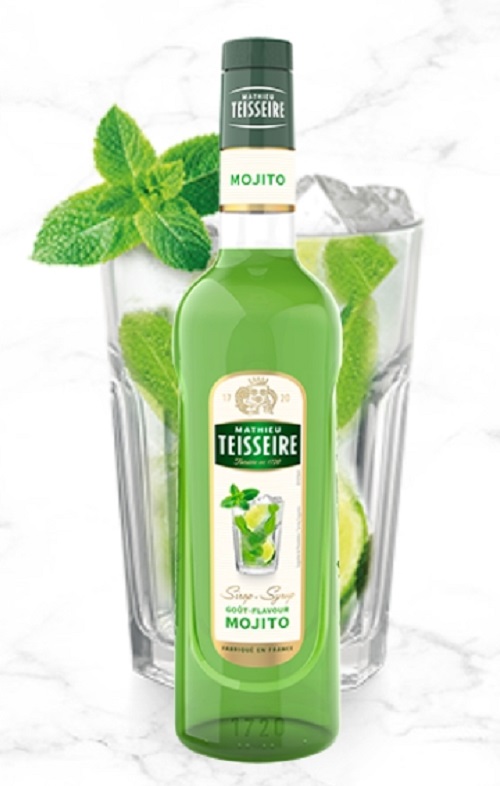 MATHIEU
TEISSEIRE
MOJITO
17 20
MATHIEU
TEISSEIRE
Sirop - Syrup
GOÛT-FLAVOUR
MOJITO
FABRIQUÉ EN FRANCE
1720